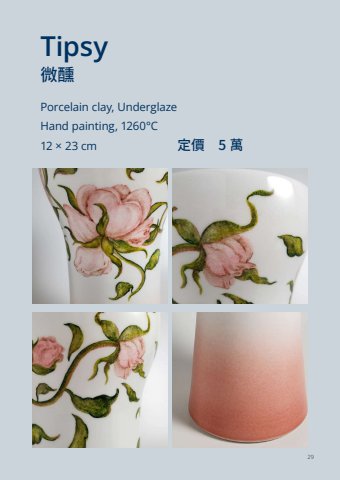 Tipsy
微醺
Porcelain clay, Underglaze
Hand painting, 1260°C
12 × 23 cm
定價 5 萬
29